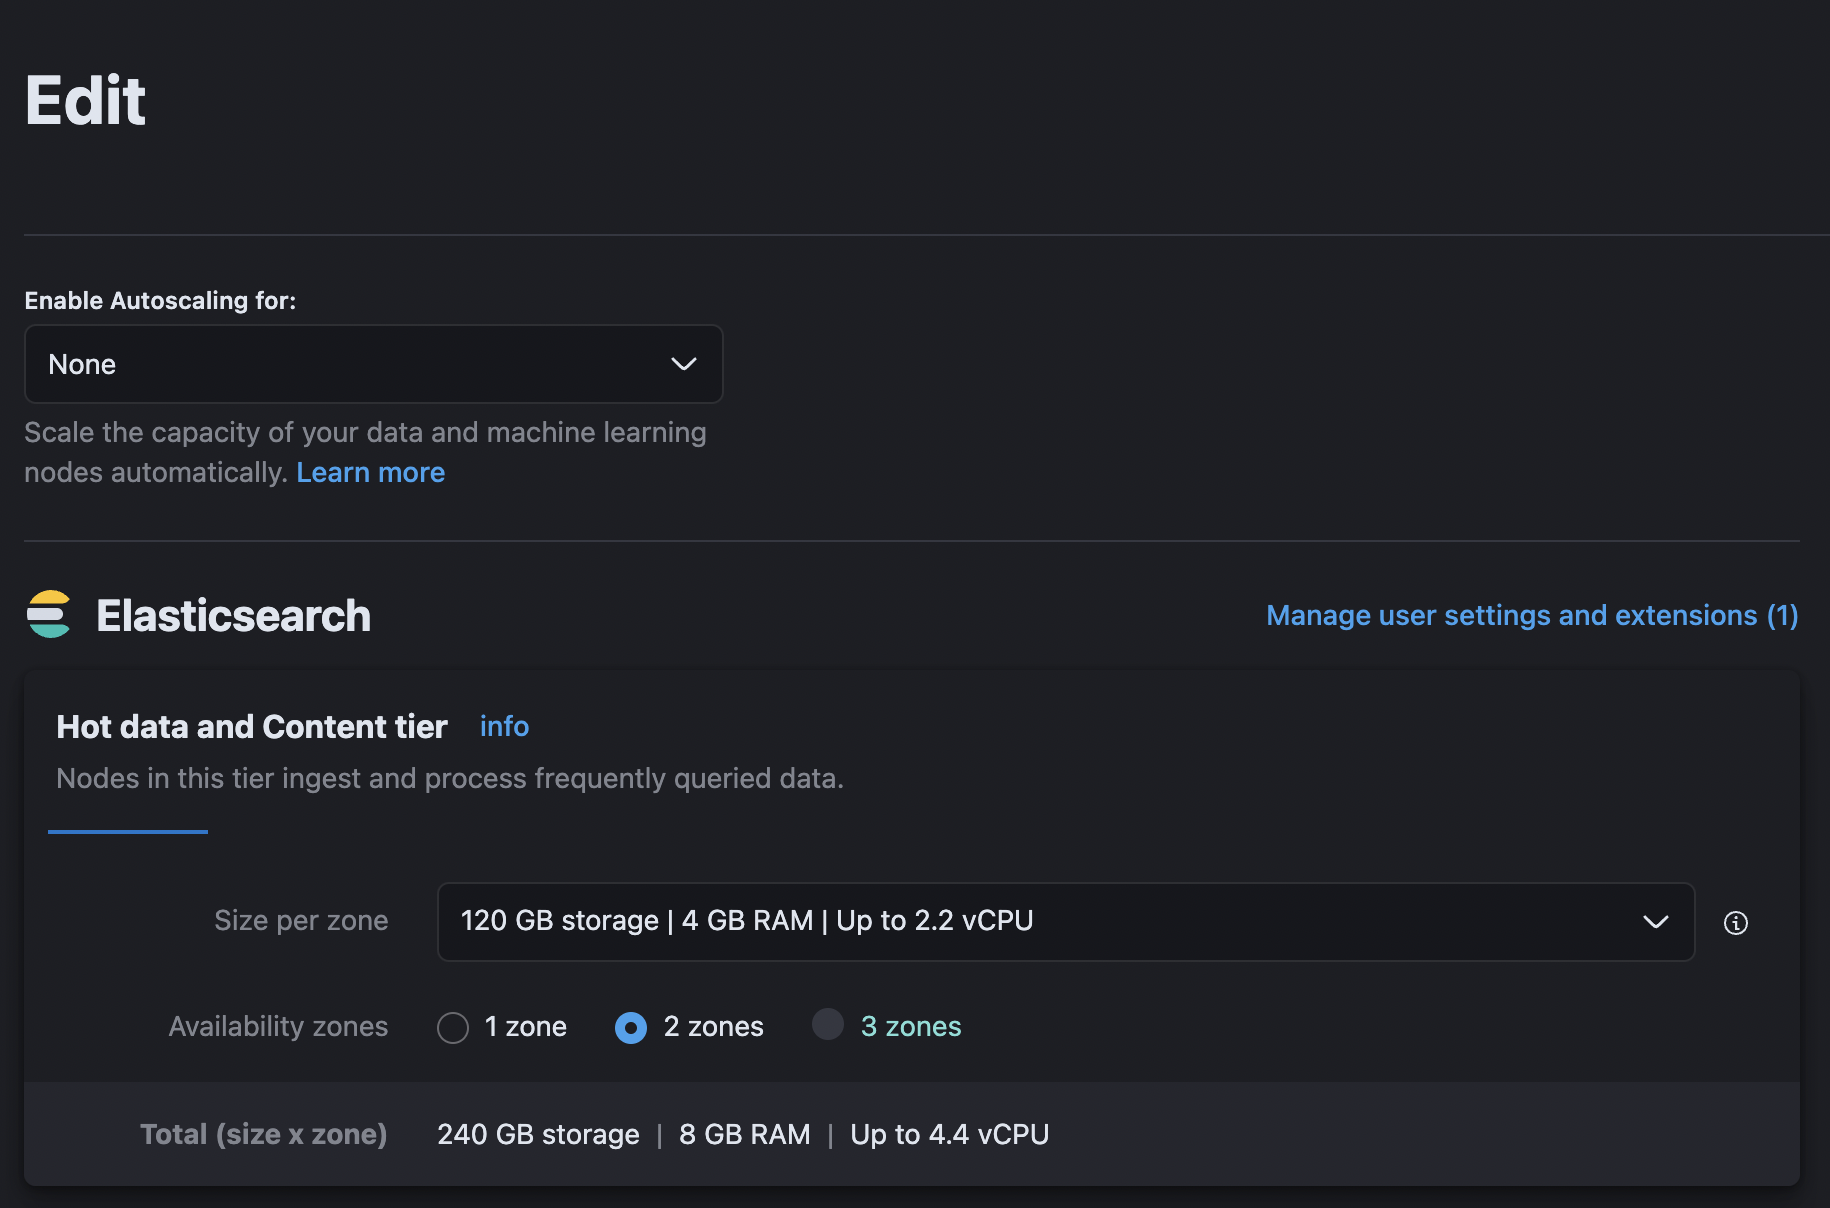 Edit
Enable Autoscaling for:
None
Scale the capacity of your data and machine learning
nodes automatically. Learn more
Elasticsearch
Manage user settings and extensions (1)
Hot data and Content tier info
Nodes in this tier ingest and process frequently queried data.
Size per zone 120 GB storage | 4 GB RAM | Up to 2.2 vCPU
Availability zones 1 zone 2 zones 3 zones
Total (size x zone) 240 GB storage | 8 GB RAM | Up to 4.4 vCPU